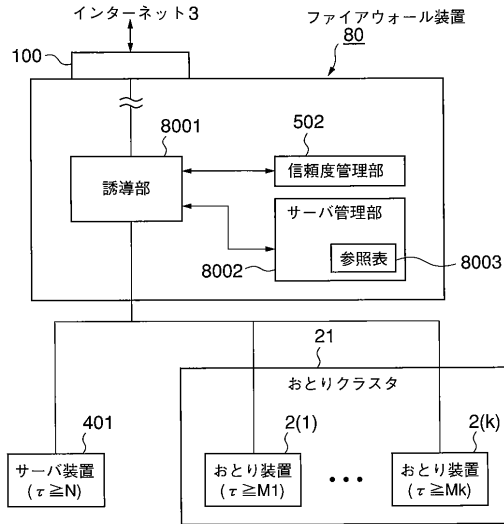 インターネット3
ファイアウォール装置
80
100
8001
誘導部
502
信頼度管理部
サーバ管理部
参照表
8002
8003
21
おとりクラスタ
401
サーバ装置
(τ≧N)
2(1)
おとり装置
(τ≧M1)
• • •
2(k)
おとり装置
(τ≧Mk)